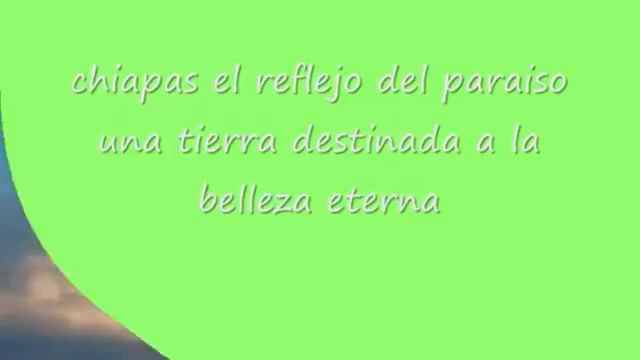 chiapas el reflejo del paraiso
una tierra destinada a la
belleza eterna